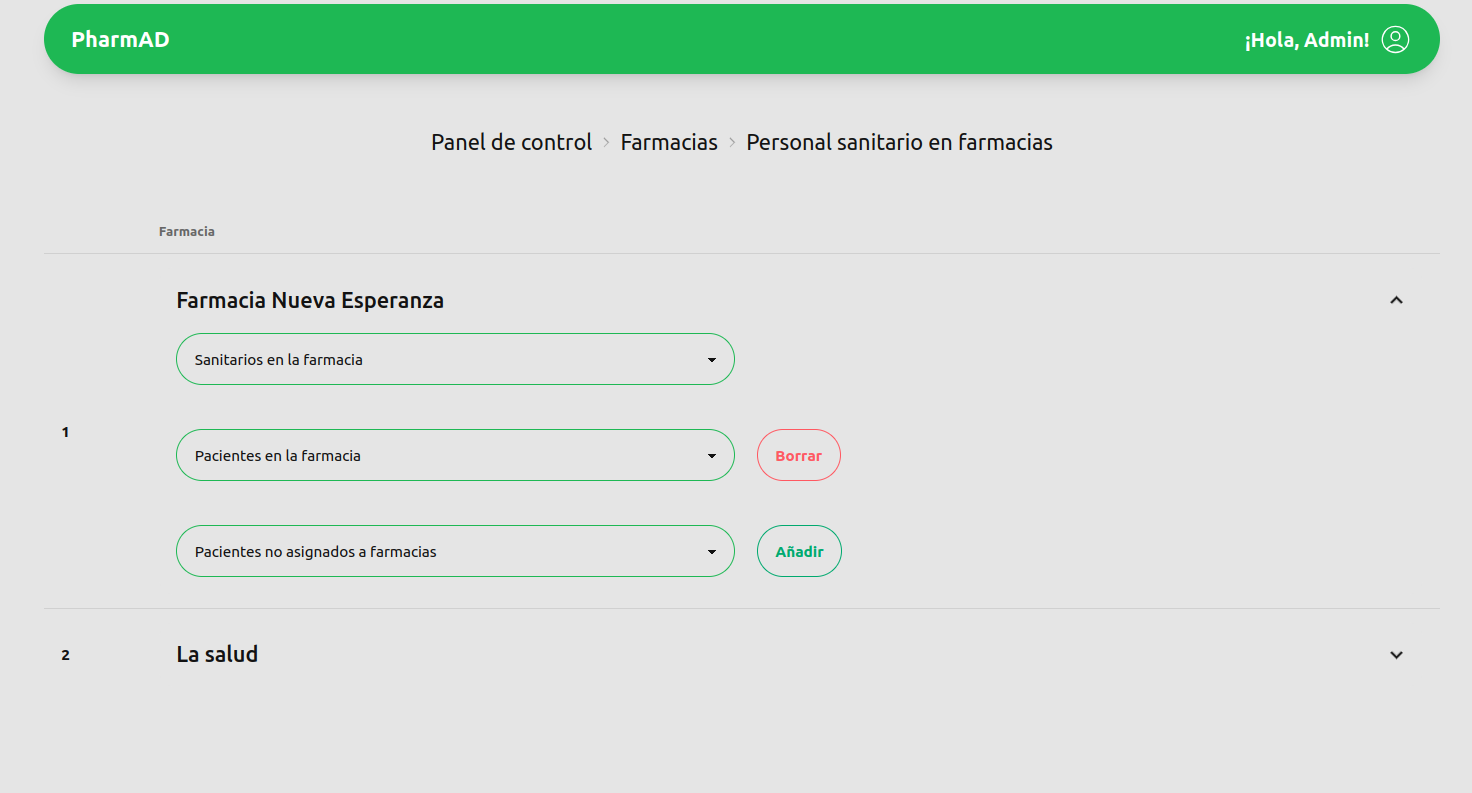 PharmAD
¡Hola, Admin!
Panel de control > Farmacias > Personal sanitario en farmacias
Farmacia
1
Farmacia Nueva Esperanza
Sanitarios en la farmacia
Pacientes en la farmacia
Borrar
Pacientes no asignados a farmacias
Añadir
2
La salud